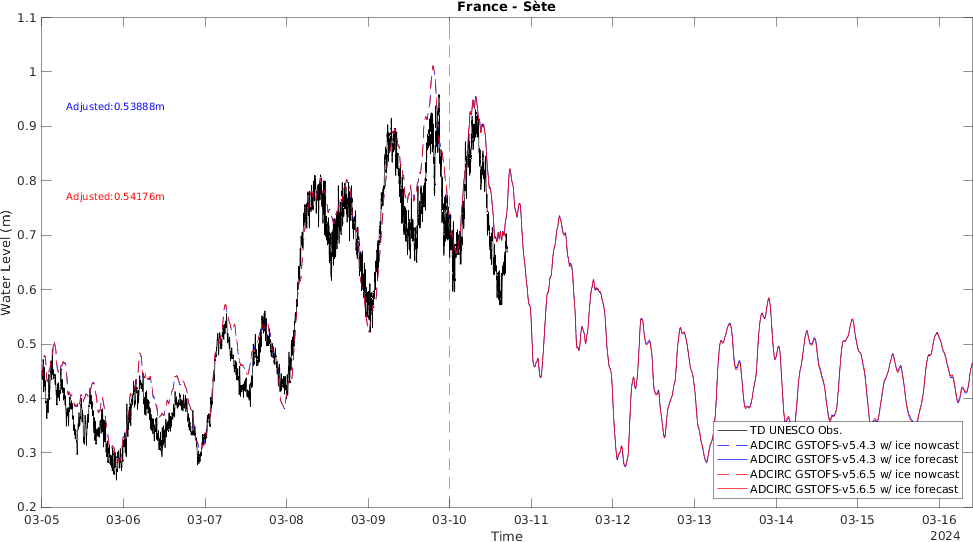 France - Sète
1.1
1
0.9
0.8
0.7
0.6
0.5
0.4
0.3
0.2
Water Level (m)
Adjusted:0.53888m
Adjusted:0.54176m
TD UNESCO Obs.
ADCIRC GSTOFS-v5.4.3 w/ ice nowcast
ADCIRC GSTOFS-v5.4.3 w/ ice forecast
ADCIRC GSTOFS-v5.6.5 w/ ice nowcast
ADCIRC GSTOFS-v5.6.5 w/ ice forecast
03-05 03-06 03-07 03-08 03-09 03-10 03-11 03-12 03-13 03-14 03-15 03-16
Time
2024